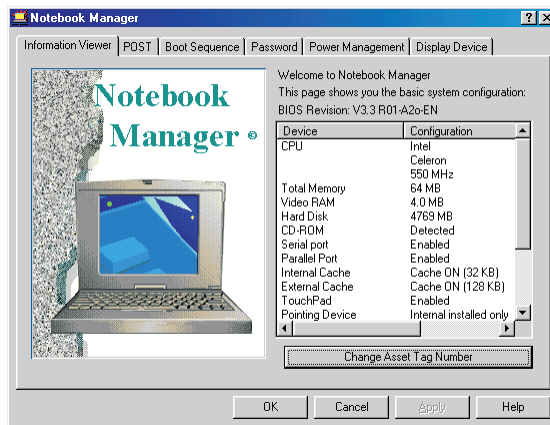 Notebook Manager
Information Viewer POST Boot Sequence Password Power Management Display Device
Notebook
Manager ®
Welcome to Notebook Manager
This page shows you the basic system configuration:
BIOS Revision: V3.3 R01-A2o-EN
Device Configuration
CPU Intel
Celeron
550 MHz
Total Memory 64 MB
Video RAM 4.0 MB
Hard Disk 4769 MB
CD-ROM Detected
Serial port Enabled
Parallel Port Enabled
Internal Cache Cache ON (32 KB)
External Cache Cache ON (128 KB)
TouchPad Enabled
Pointing Device Internal installed only
Change Asset Tag Number
OK Cancel Apply Help